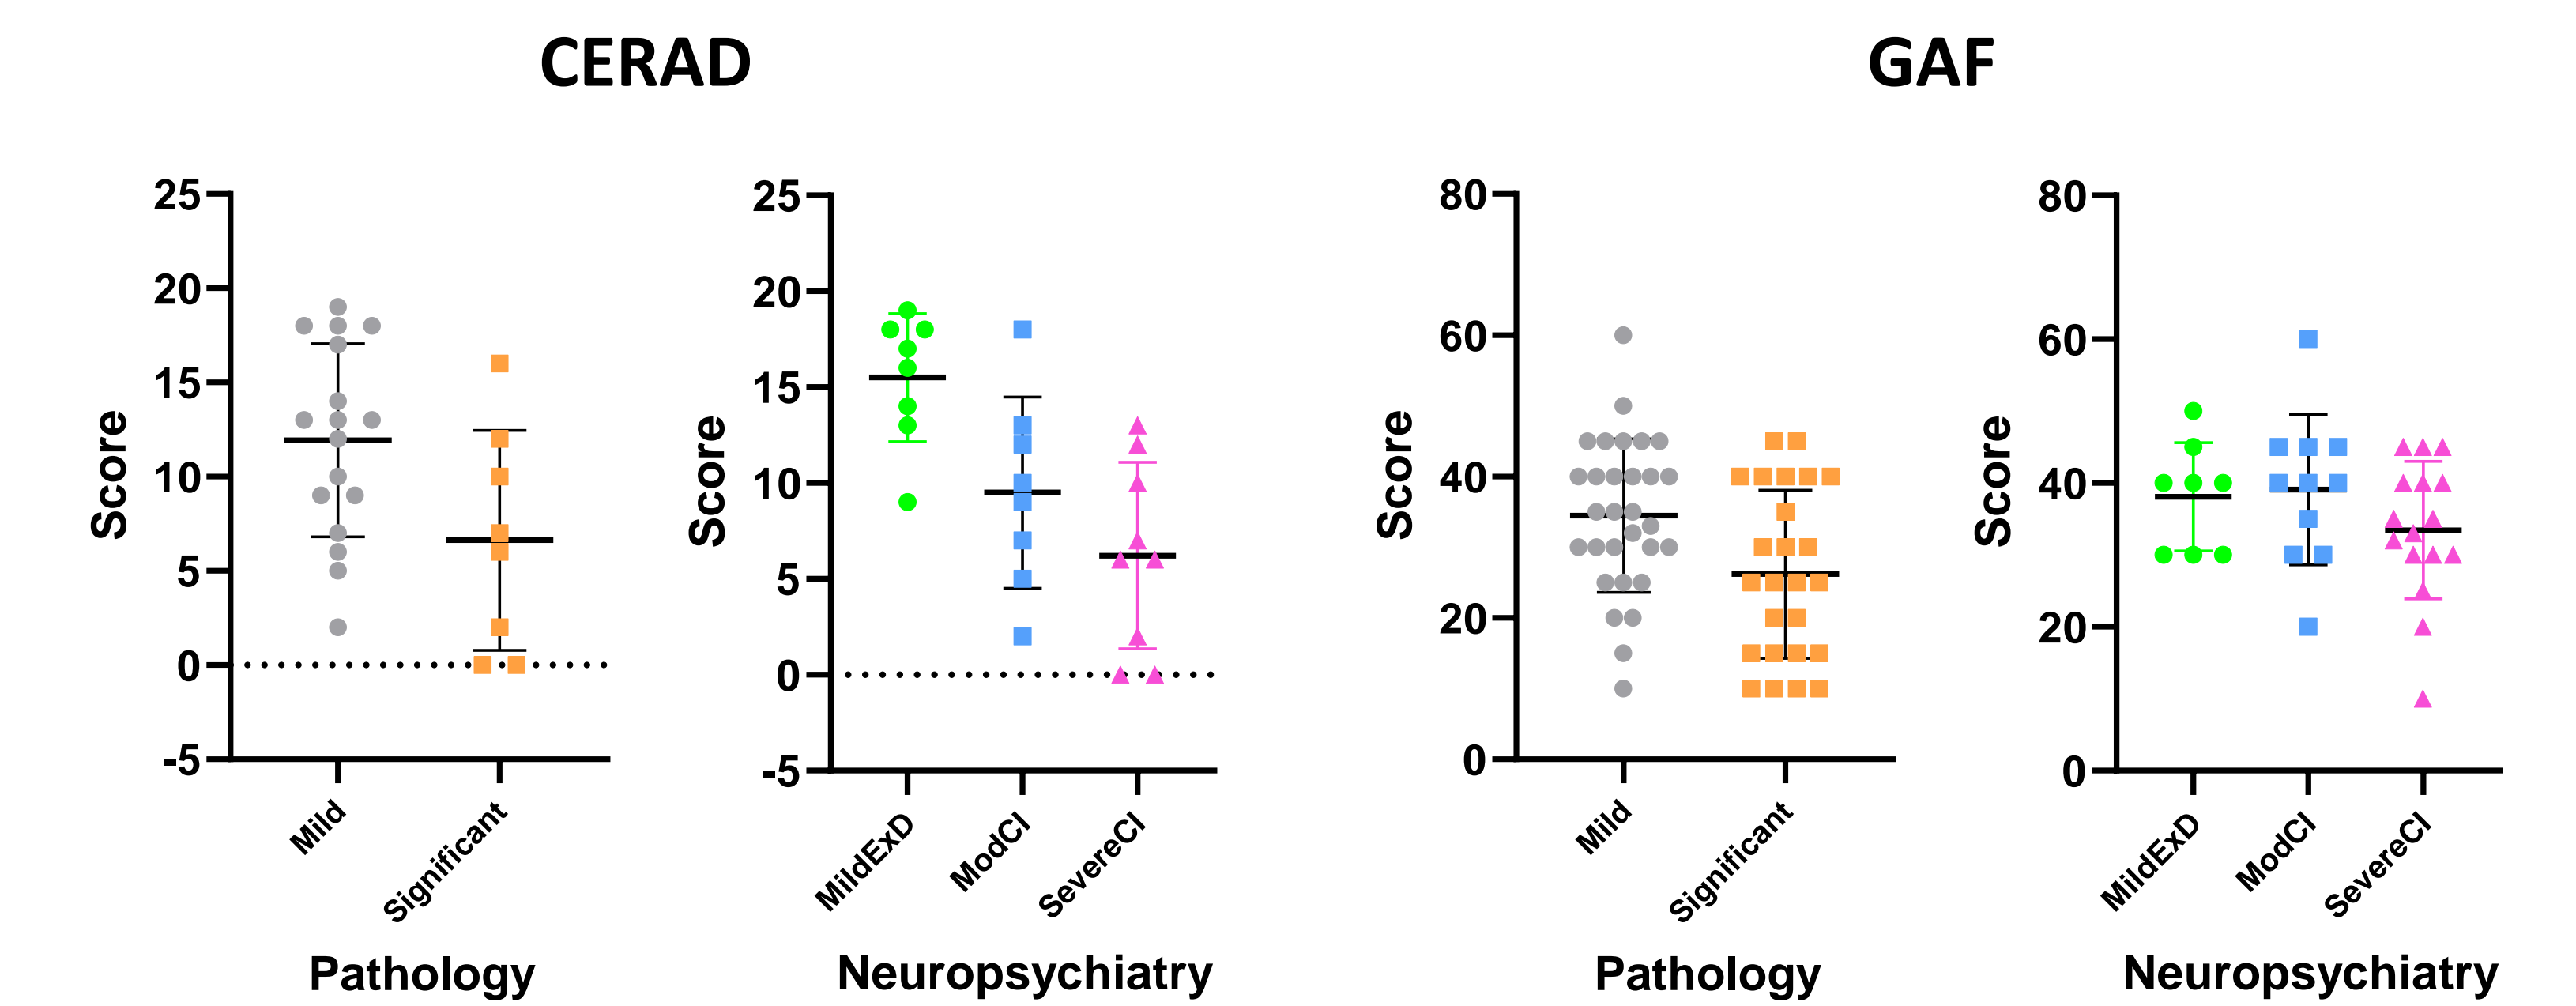 CERAD
GAF
25
20
15
10
5
0
-5
Score
Mild
Significant
Pathology
25
20
15
10
5
0
-5
Score
MildExD
ModCI
SevereCI
Neuropsychiatry
80
60
40
20
0
Score
Mild
Significant
Pathology
80
60
40
20
0
Score
MildExD
ModCI
SevereCI
Neuropsychiatry